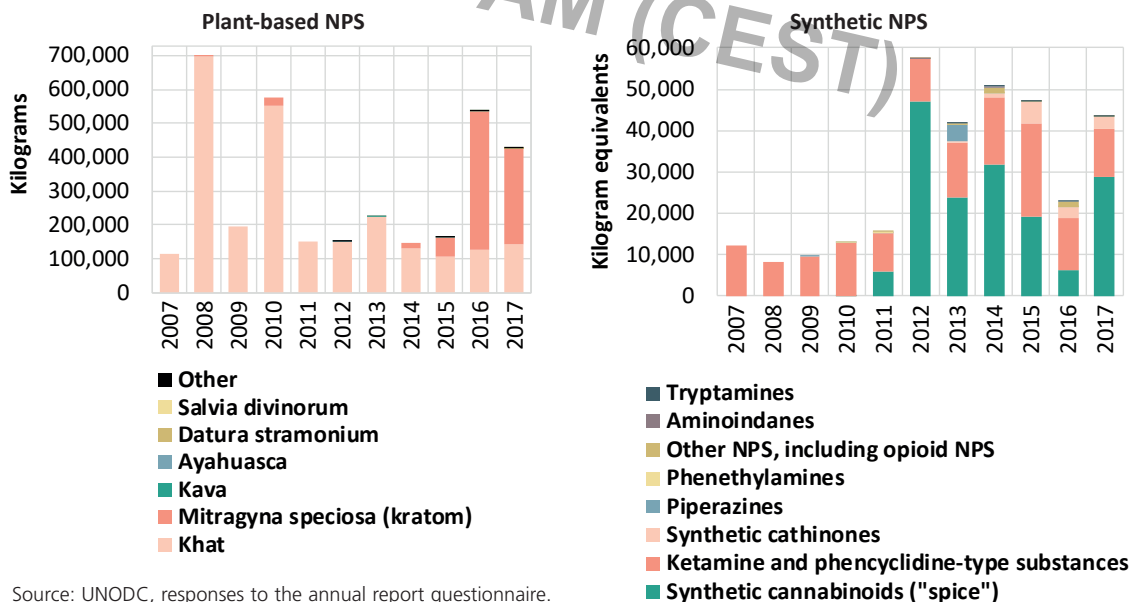 Plant-based NPS
Kilograms
700,000
600,000
500,000
400,000
300,000
200,000
100,000
0
2007
2008
2009
2010
2011
2012
2013
2014
2015
2016
2017
Other
Salvia divinorum
Datura stramonium
Ayahuasca
Kava
Mitragyna speciosa (kratom)
Khat
Source: UNODC, responses to the annual report questionnaire.
AM (CEST)
Synthetic NPS
Kilogram equivalents
60,000
50,000
40,000
30,000
20,000
10,000
0
2007
2008
2009
2010
2011
2012
2013
2014
2015
2016
2017
Tryptamines
Aminoindanes
Other NPS, including opioid NPS
Phenethylamines
Piperazines
Synthetic cathinones
Ketamine and phencyclidine-type substances
Synthetic cannabinoids ("spice")